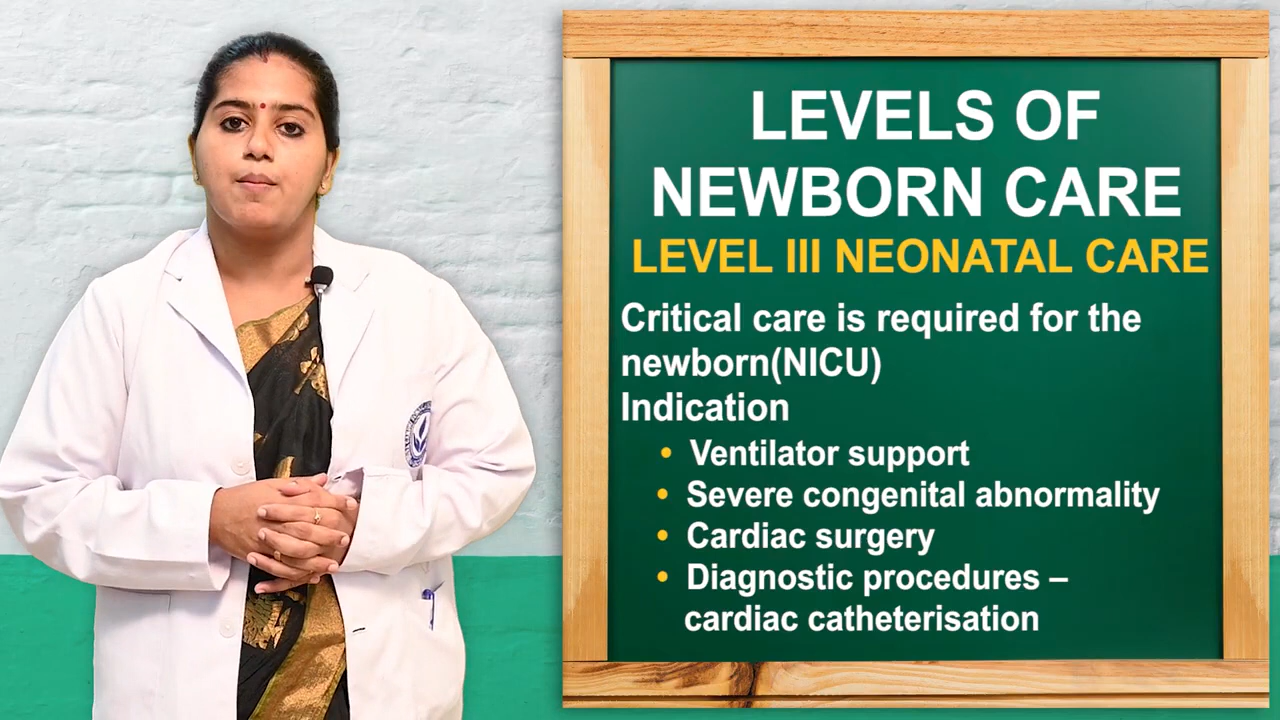 LEVELS OF
NEWBORN CARE
LEVEL III NEONATAL CARE
Critical care is required for the
newborn(NICU)
Indication
• Ventilator support
• Severe congenital abnormality
• Cardiac surgery
• Diagnostic procedures –
cardiac catheterisation